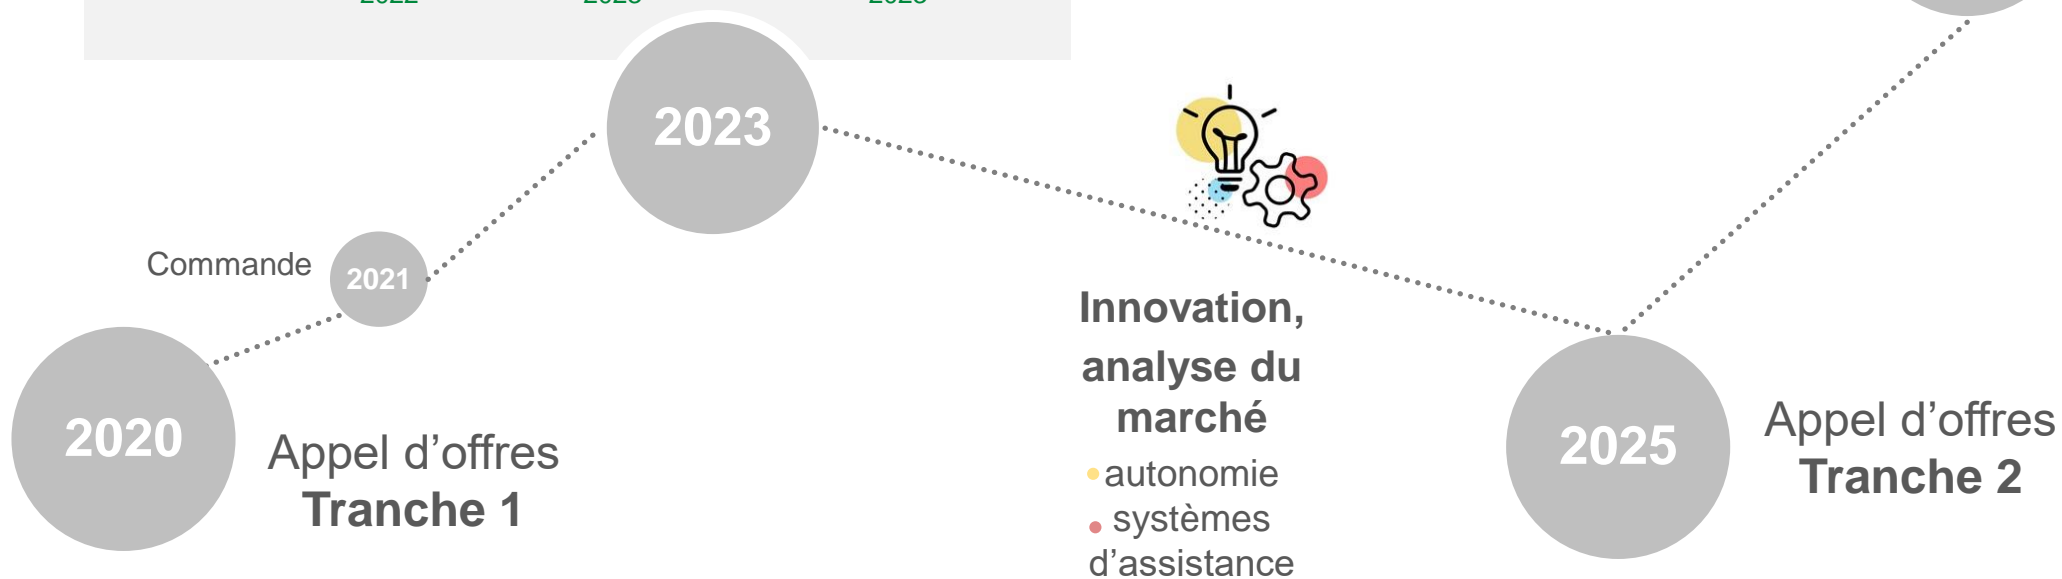 2023
Commande
2021
2020
Appel d’offres
Tranche 1
Innovation,
analyse du
marché
autonomie
systèmes
d’assistance
2025
Appel d’offres
Tranche 2